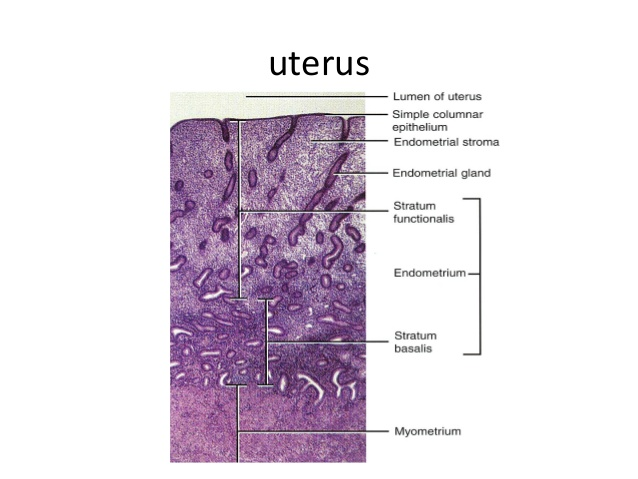 uterus
Lumen of uterus
Simple columnar
epithelium
Endometrial stroma
Endometrial gland
Stratum
functionalis
Endometrium
Stratum
basalis
Myometrium